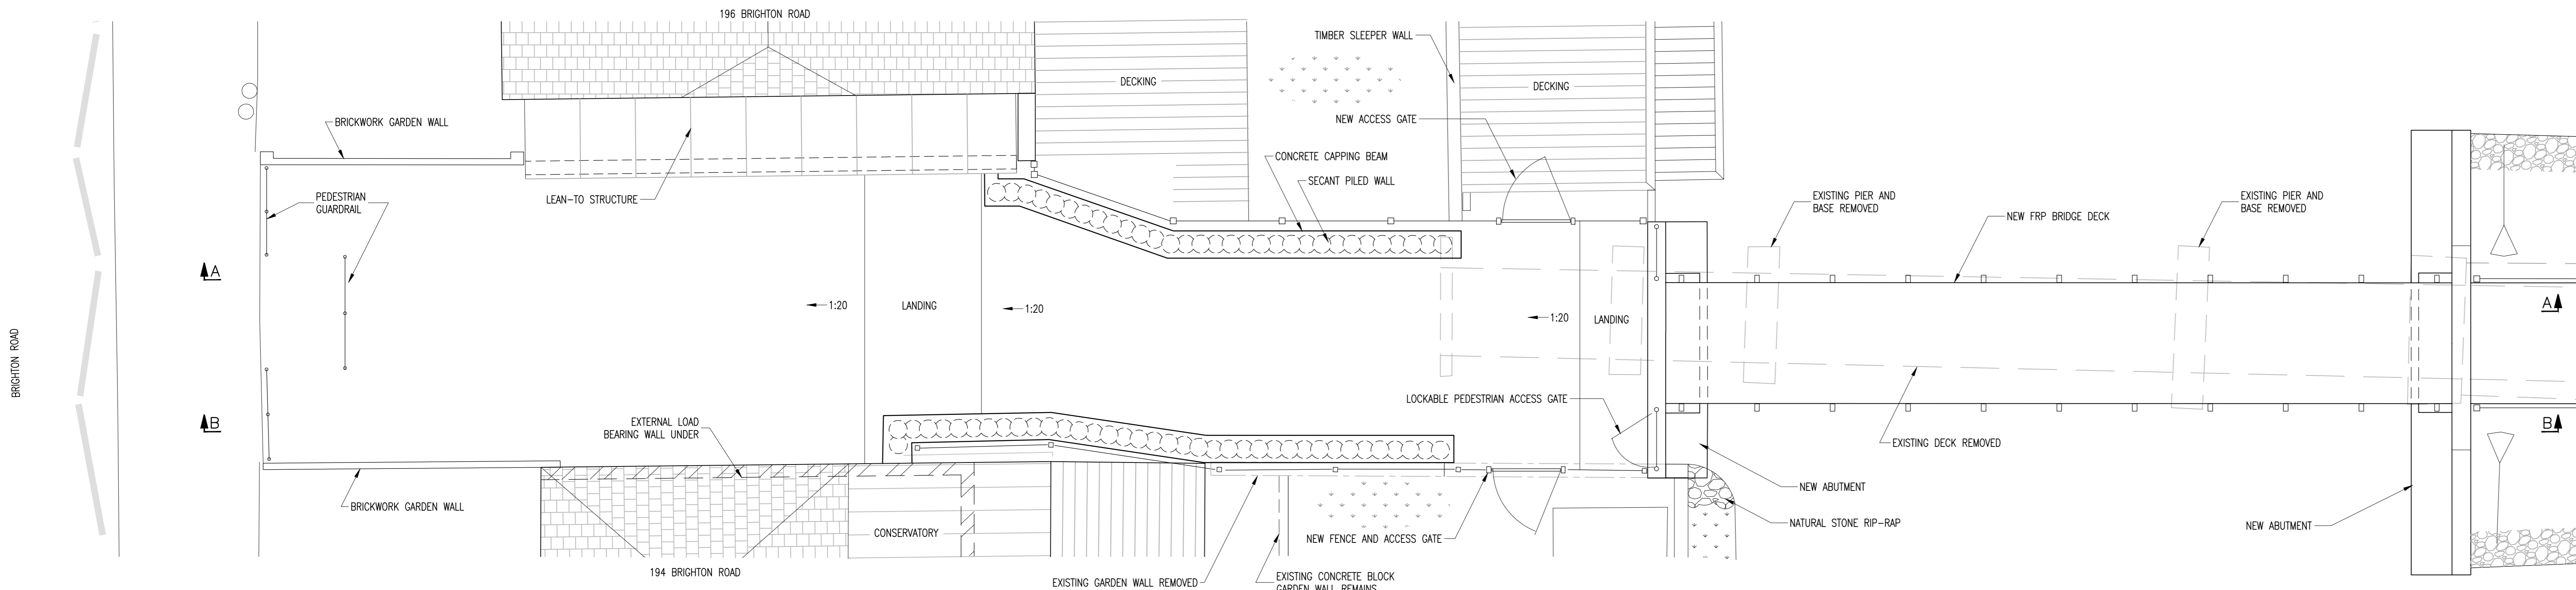 196 BRIGHTON ROAD
TIMBER SLEEPER WALL
DECKING
DECKING
NEW ACCESS GATE
BRICKWORK GARDEN WALL
CONCRETE CAPPING BEAM
SECANT PILED WALL
PEDESTRIAN
GUARDRAIL
LEAN-TO STRUCTURE
EXISTING PIER AND
BASE REMOVED
NEW FRP BRIDGE DECK
EXISTING PIER AND
BASE REMOVED
A
1:20
LANDING
1:20
1:20
LANDING
A
BRIGHTON ROAD
B
EXTERNAL LOAD
BEARING WALL UNDER
LOCKABLE PEDESTRIAN ACCESS GATE
EXISTING DECK REMOVED
B
BRICKWORK GARDEN WALL
NEW ABUTMENT
CONSERVATORY
NEW FENCE AND ACCESS GATE
NATURAL STONE RIP-RAP
NEW ABUTMENT
194 BRIGHTON ROAD
EXISTING GARDEN WALL REMOVED
EXISTING CONCRETE BLOCK
GARDEN WALL REMAINS